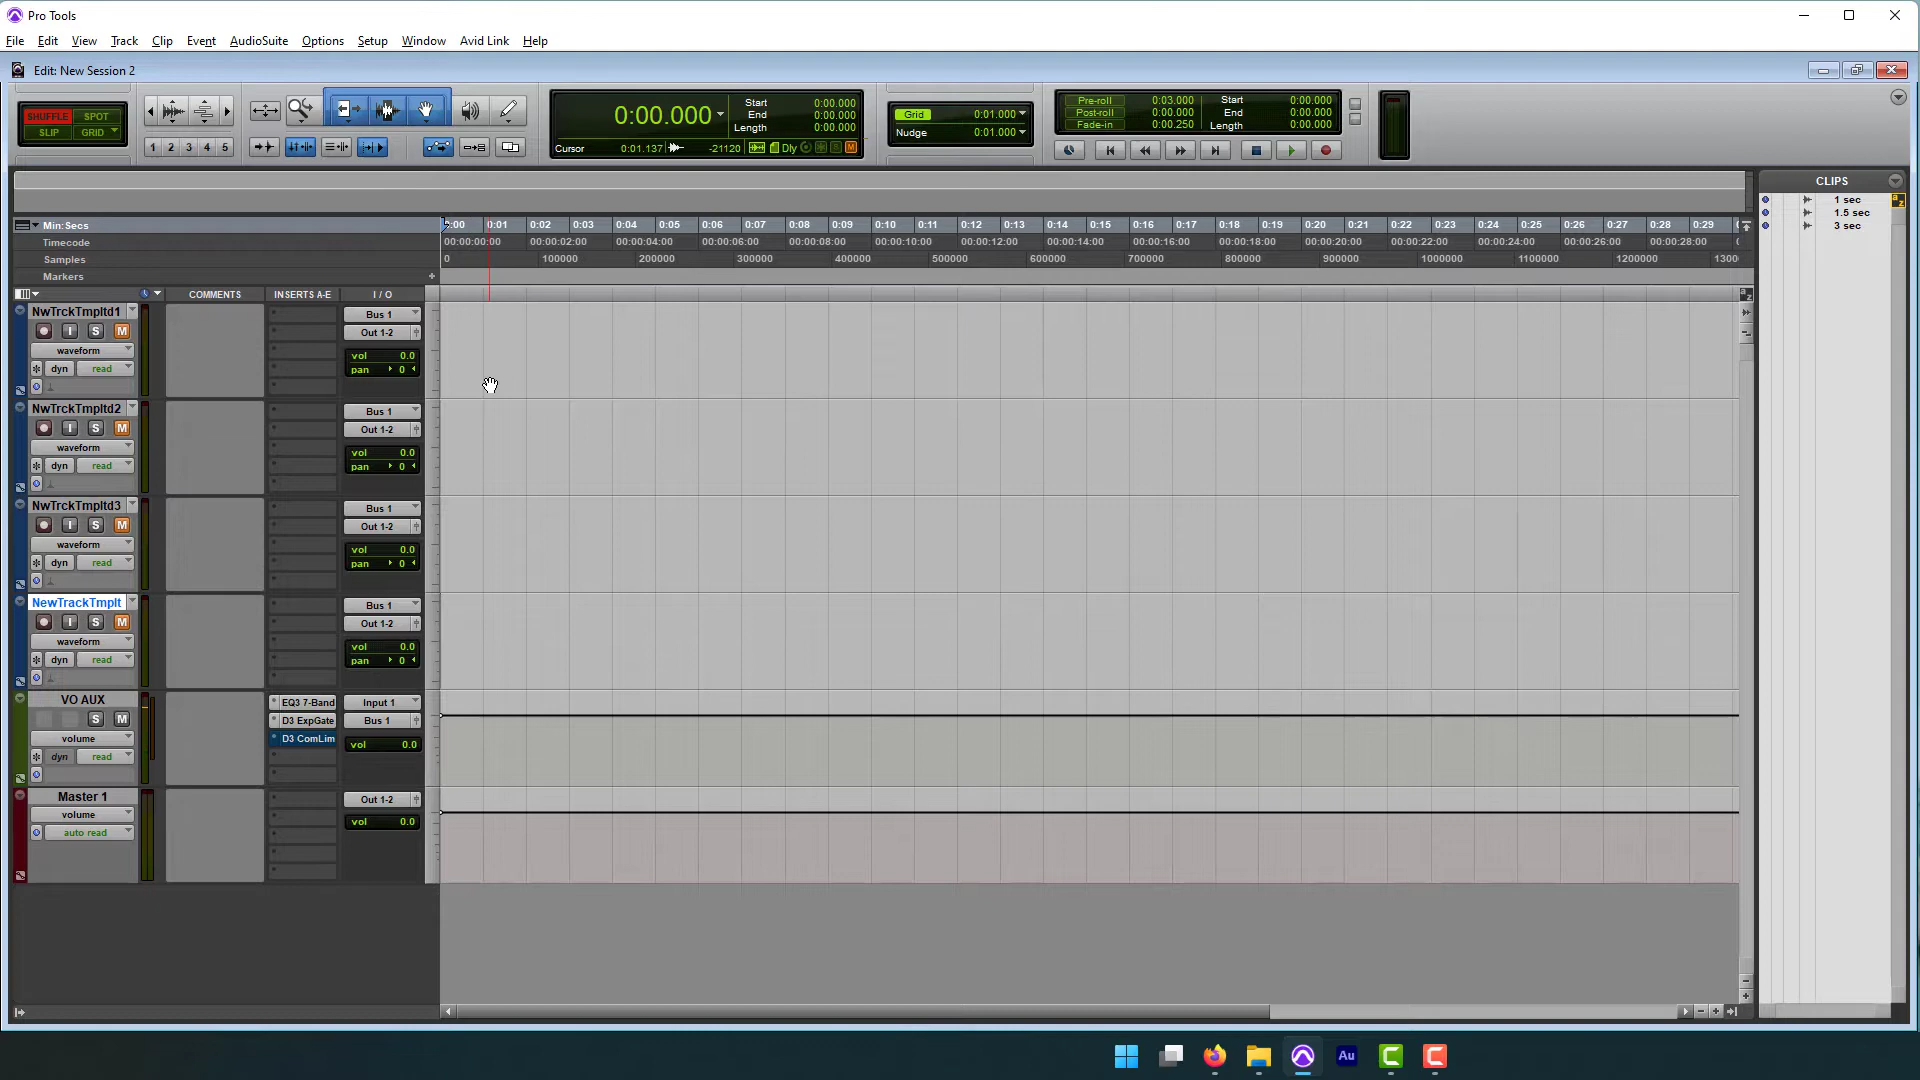 Pro Tools
File Edit View Track Clip Event AudioSuite Options Setup Window Avid Link Help
Edit: New Session 2
SHUFFLE SPOT
SLIP GRID
1 2 3 4 5
0:00.000
Start 0:00.000
End 0:00.000
Length 0:00.000
Cursor 0:01.137 -21120 Dly S M
Grid 0:01.000
Nudge 0:01.000
Pre-roll 0:03.000
Post-roll 0:00.000
Fade-in 0:00.250
Start 0:00.000
End 0:00.000
Length 0:00.000
CLIPS
1 sec
1.5 sec
3 sec
a z
Min:Secs
:00 0:01 0:02 0:03 0:04 0:05 0:06 0:07 0:08 0:09 0:10 0:11 0:12 0:13 0:14 0:15 0:16 0:17 0:18 0:19 0:20 0:21 0:22 0:23 0:24 0:25 0:26 0:27 0:28 0:29
Timecode
00:00:00:00 00:00:02:00 00:00:04:00 00:00:06:00 00:00:08:00 00:00:10:00 00:00:12:00 00:00:14:00 00:00:16:00 00:00:18:00 00:00:20:00 00:00:22:00 00:00:24:00 00:00:26:00 00:00:28:00
Samples
0 100000 200000 300000 400000 500000 600000 700000 800000 900000 1000000 1100000 1200000 1300
Markers
COMMENTS INSERTS A-E I / O
a z
NwTrckTmpltd1
I S M
waveform
dyn read
Bus 1
Out 1-2
vol 0.0
pan 0
NwTrckTmpltd2
I S M
waveform
dyn read
Bus 1
Out 1-2
vol 0.0
pan 0
NwTrckTmpltd3
I S M
waveform
dyn read
Bus 1
Out 1-2
vol 0.0
pan 0
NewTrackTmplt
I S M
waveform
dyn read
Bus 1
Out 1-2
vol 0.0
pan 0
VO AUX
S M
volume
dyn read
EQ3 7-Band
D3 ExpGate
D3 ComLim
Input 1
Bus 1
vol 0.0
Master 1
volume
auto read
Out 1-2
vol 0.0
Au
C
C